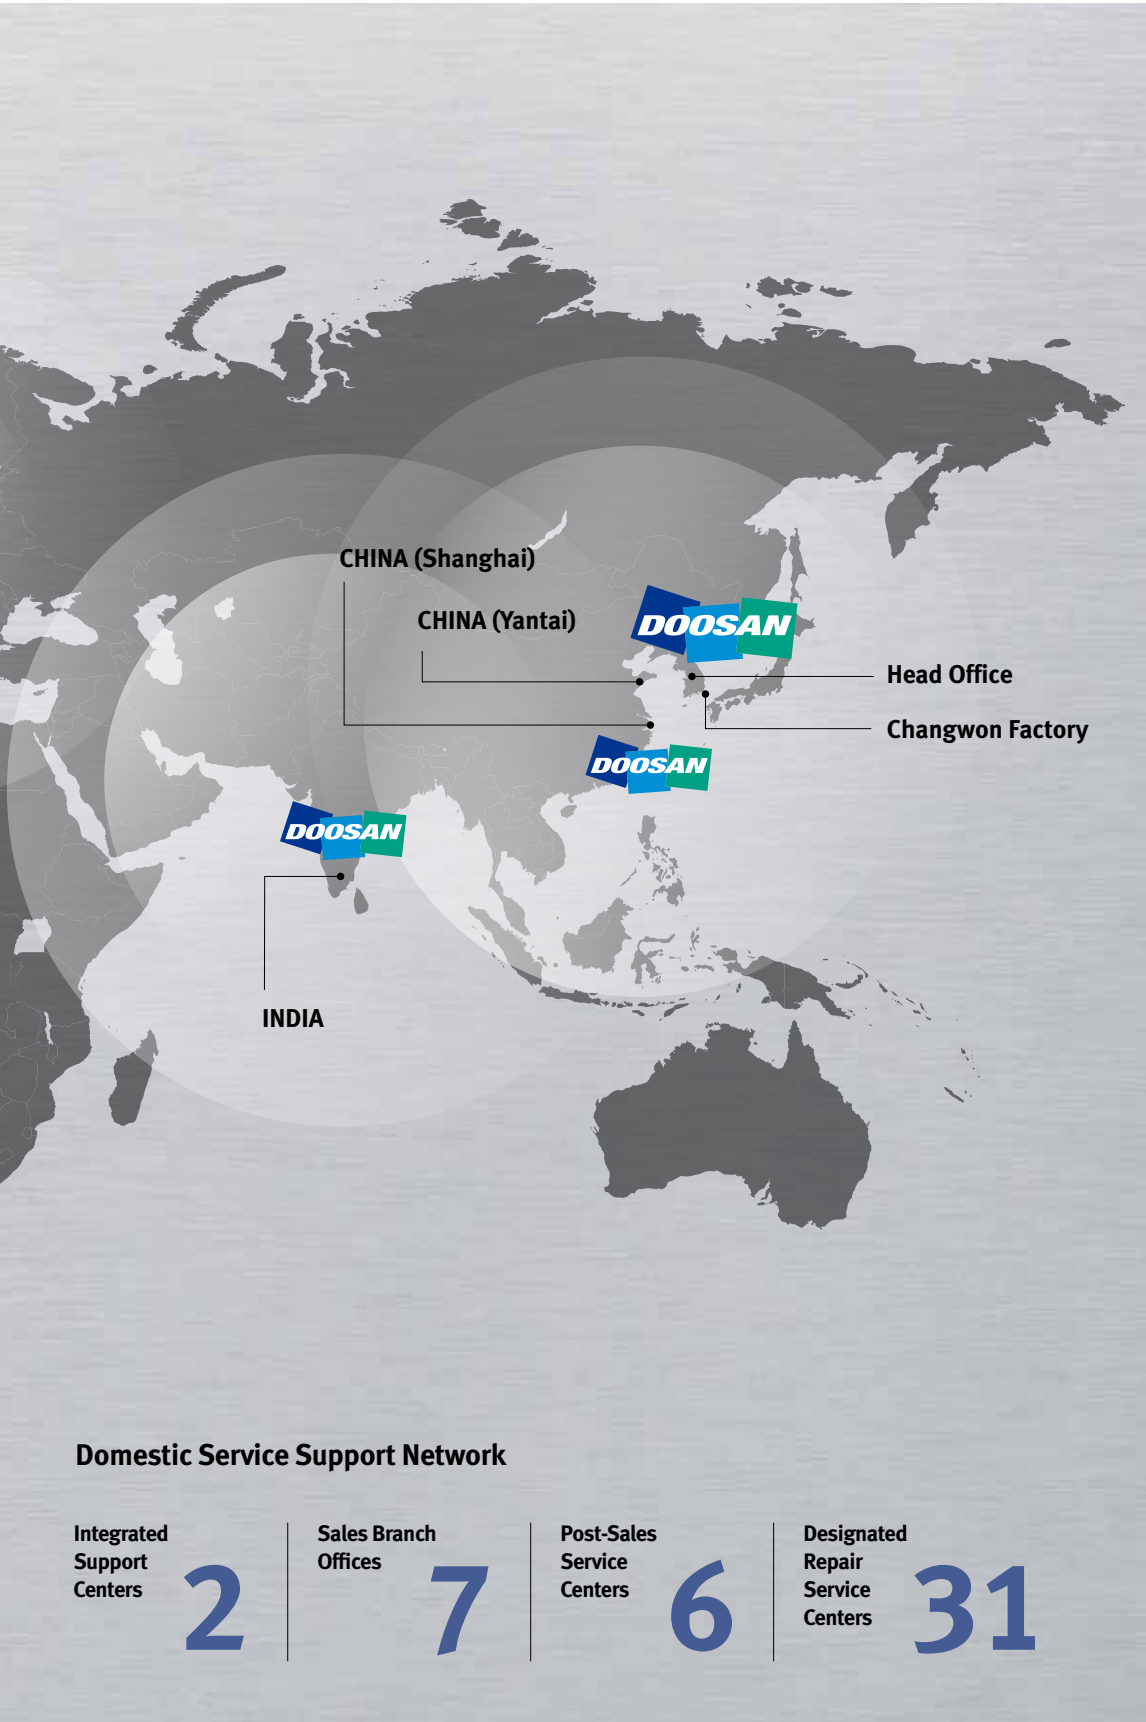 CHINA (Shanghai)
CHINA (Yantai)
DOOSAN
Head Office
Changwon Factory
DOOSAN
DOOSAN
INDIA
Domestic Service Support Network
Integrated
Support
Centers
2
Sales Branch
Offices
7
Post-Sales
Service
Centers
6
Designated
Repair
Service
Centers
31